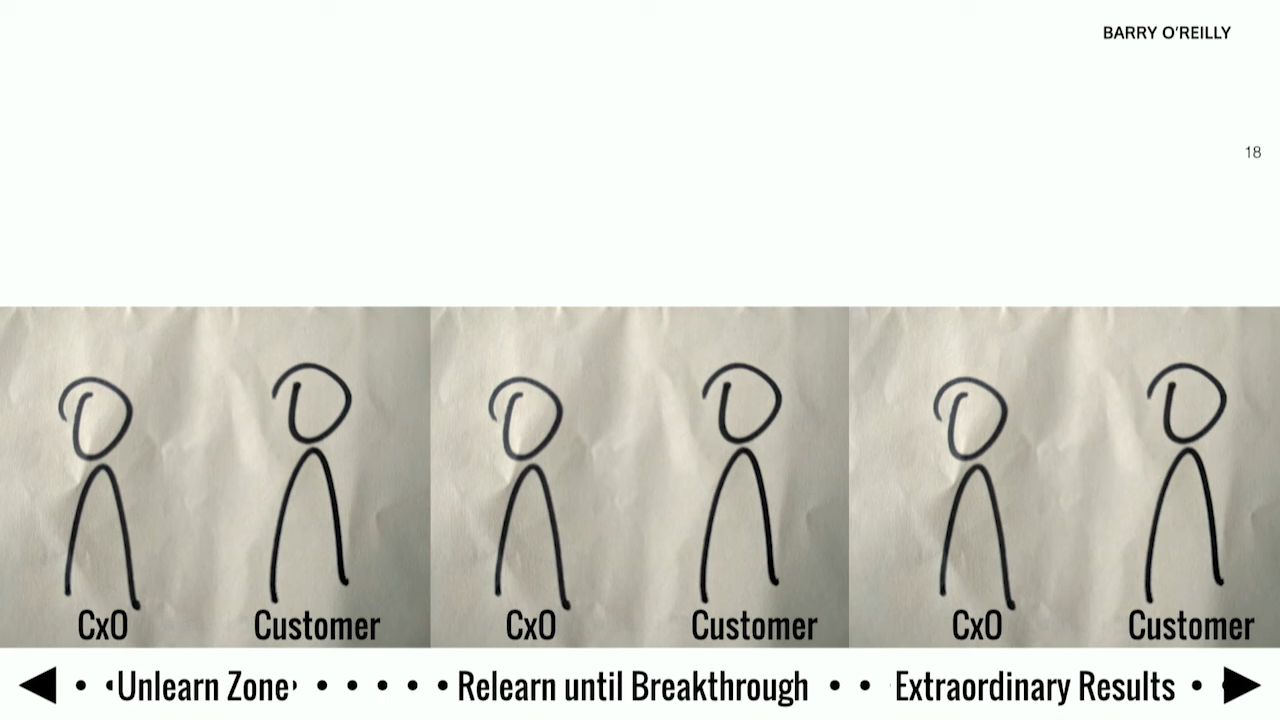 BARRY O'REILLY
18
CxO Customer CxO Customer CxO Customer
Unlearn Zone Relearn until Breakthrough Extraordinary Results